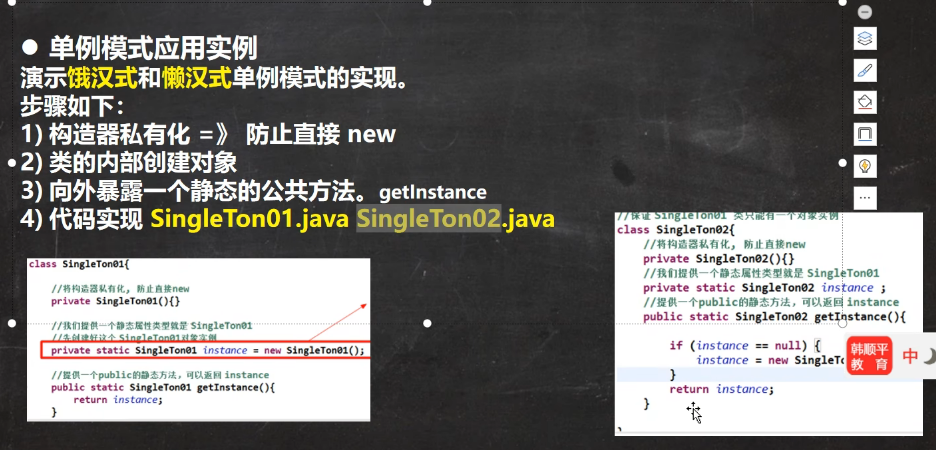 ● 单例模式应用实例
演示饿汉式和懒汉式单例模式的实现。
步骤如下：
1) 构造器私有化 =》 防止直接 new
2) 类的内部创建对象
3) 向外暴露一个静态的公共方法。getInstance
4) 代码实现 SingleTon01.java SingleTon02.java
class SingleTon01{
//将构造器私有化, 防止直接new
private SingleTon01(){}
//我们提供一个静态属性类型就是 SingleTon01
//先创建好这个 SingleTon01对象实例
private static SingleTon01 instance = new SingleTon01();
//提供一个public的静态方法，可以返回 instance
public static SingleTon01 getInstance(){
return instance;
}
//保证 SingleTon01 类只能有一个对象实例
class SingleTon02{
//将构造器私有化, 防止直接new
private SingleTon02(){}
//我们提供一个静态属性类型就是 SingleTon01
private static SingleTon02 instance ;
//提供一个public的静态方法，可以返回 instance
public static SingleTon02 getInstance(){
if (instance == null) {
instance = new SingleTo
}
return instance;
}
韩顺平
教育
中